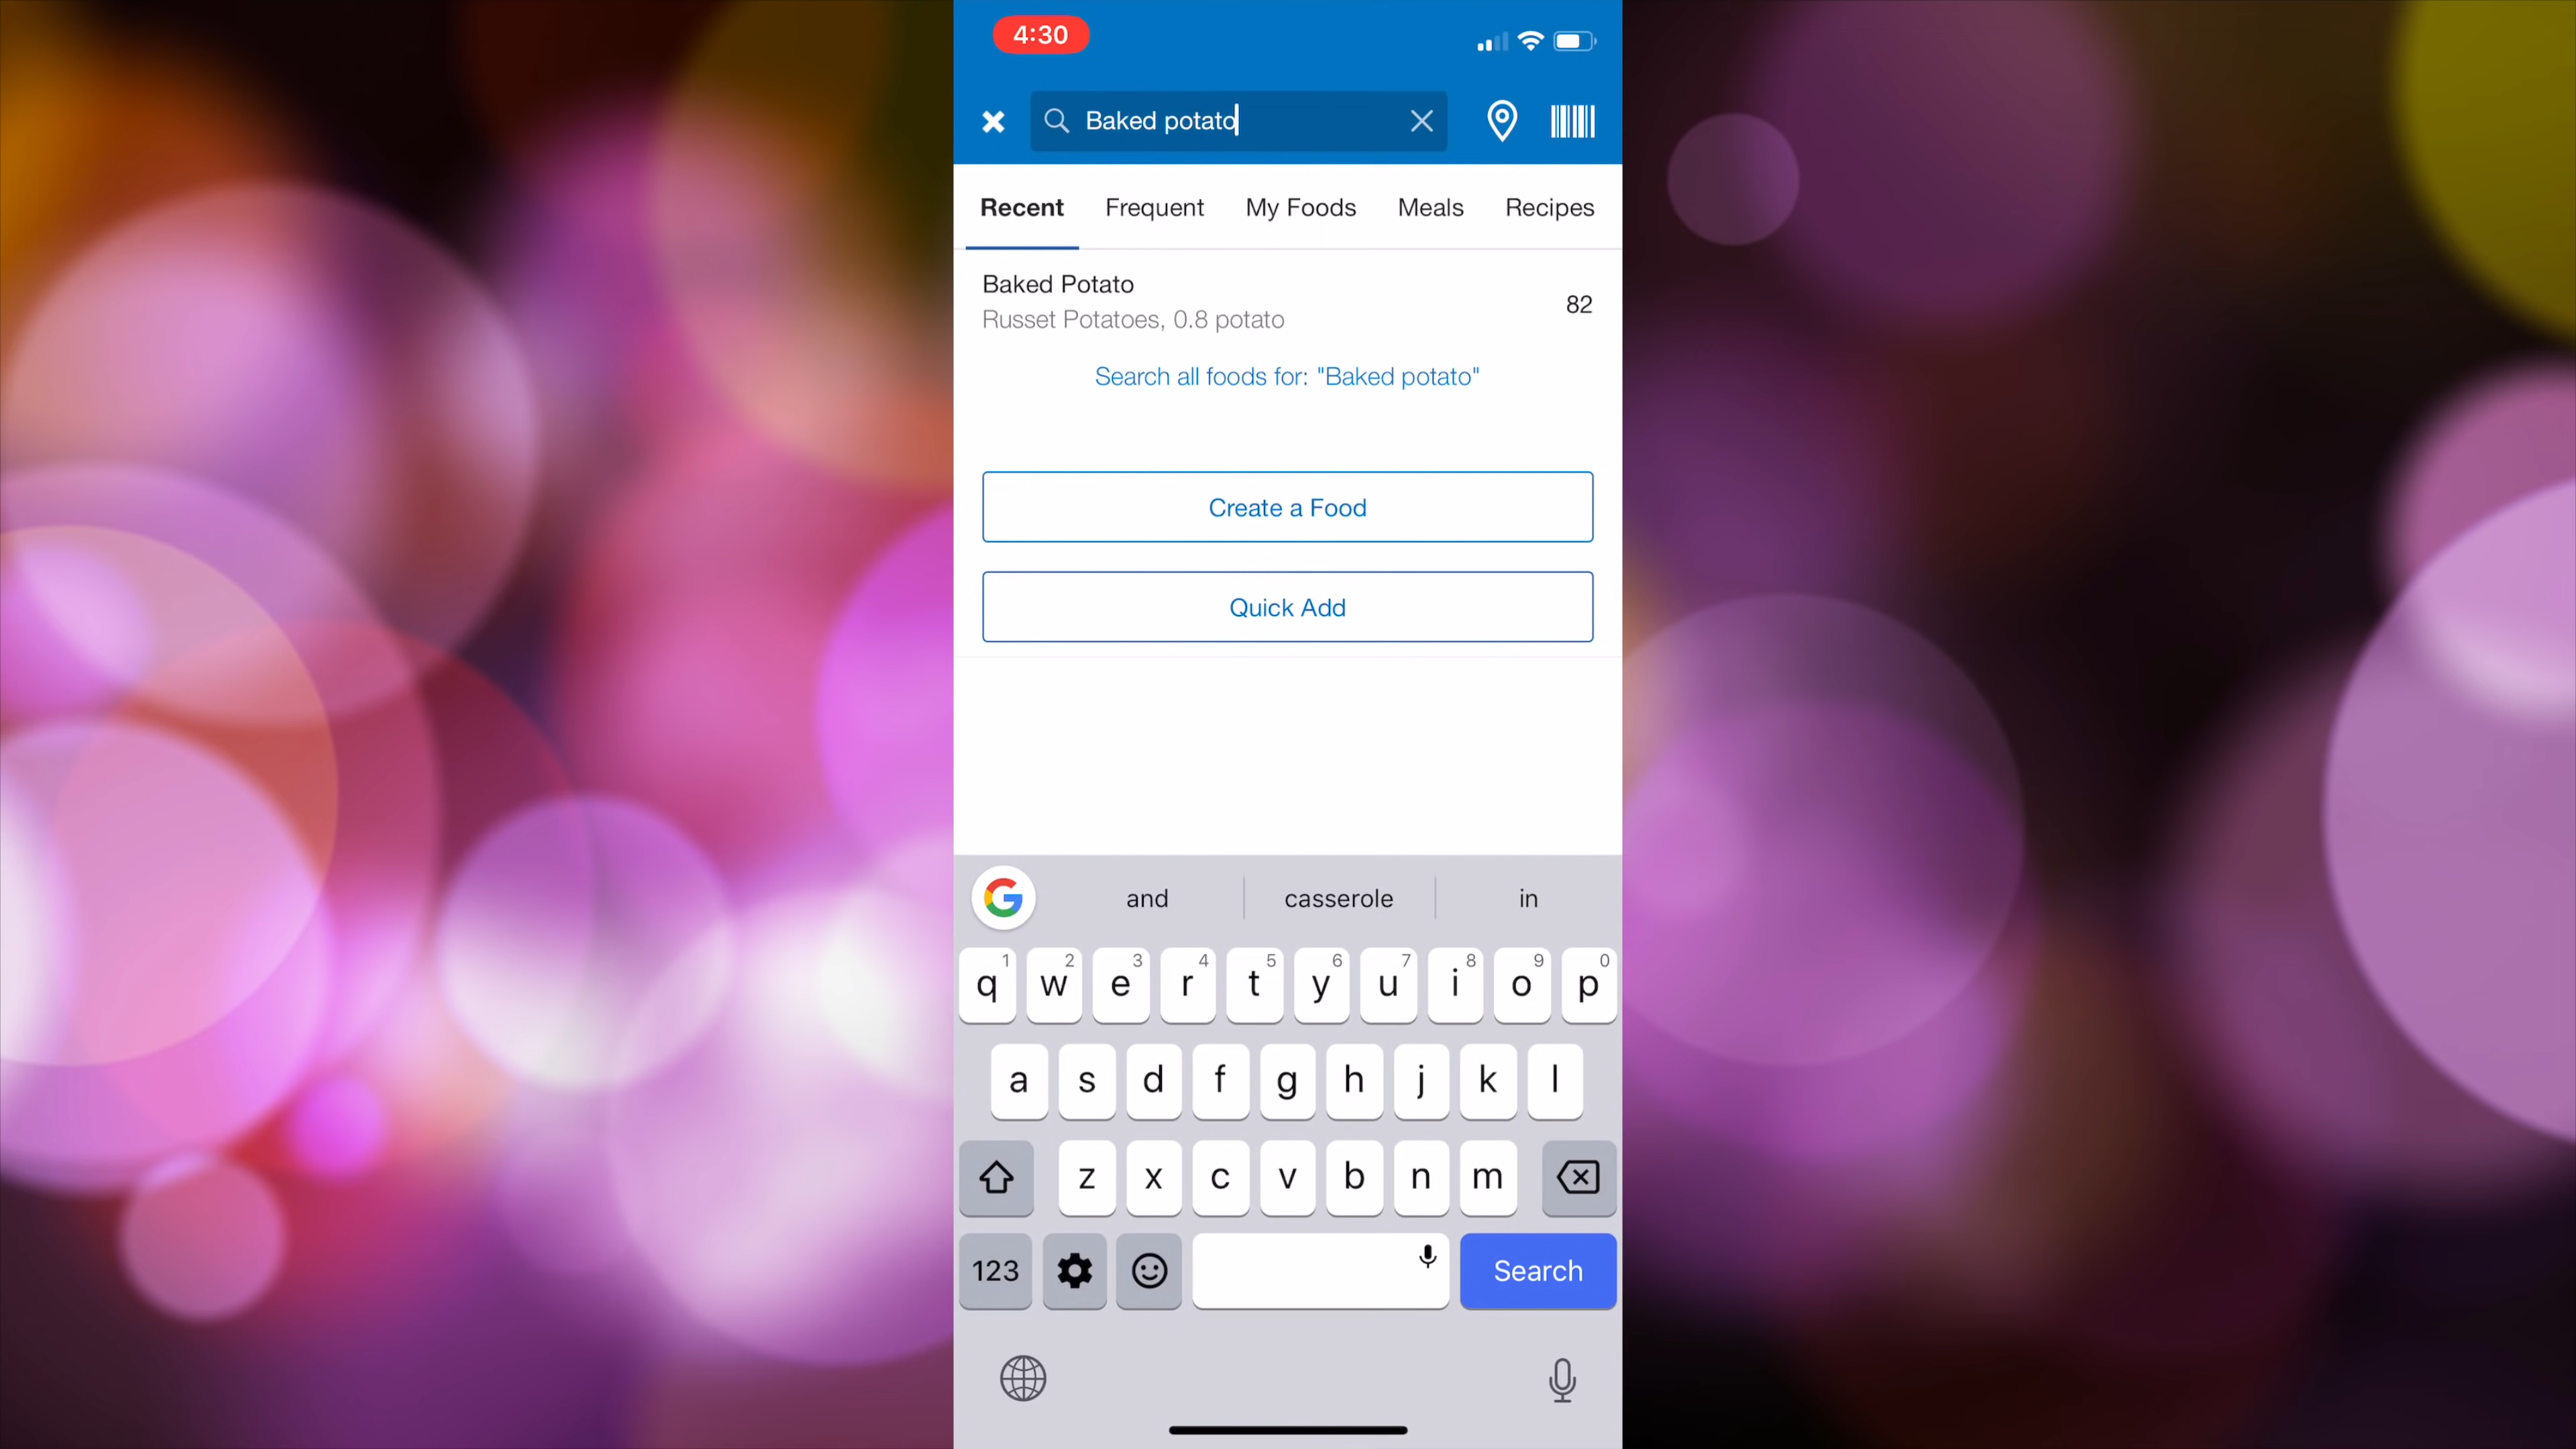 4:30
Baked potato
Recent Frequent My Foods Meals Recipes
Baked Potato
82
Russet Potatoes, 0.8 potato
Search all foods for: "Baked potato"
Create a Food
Quick Add
G and casserole in
1 2 3 4 5 6 7 8 9 0
q w e r t y u i o p
a s d f g h j k l
z x c v b n m
123 Search